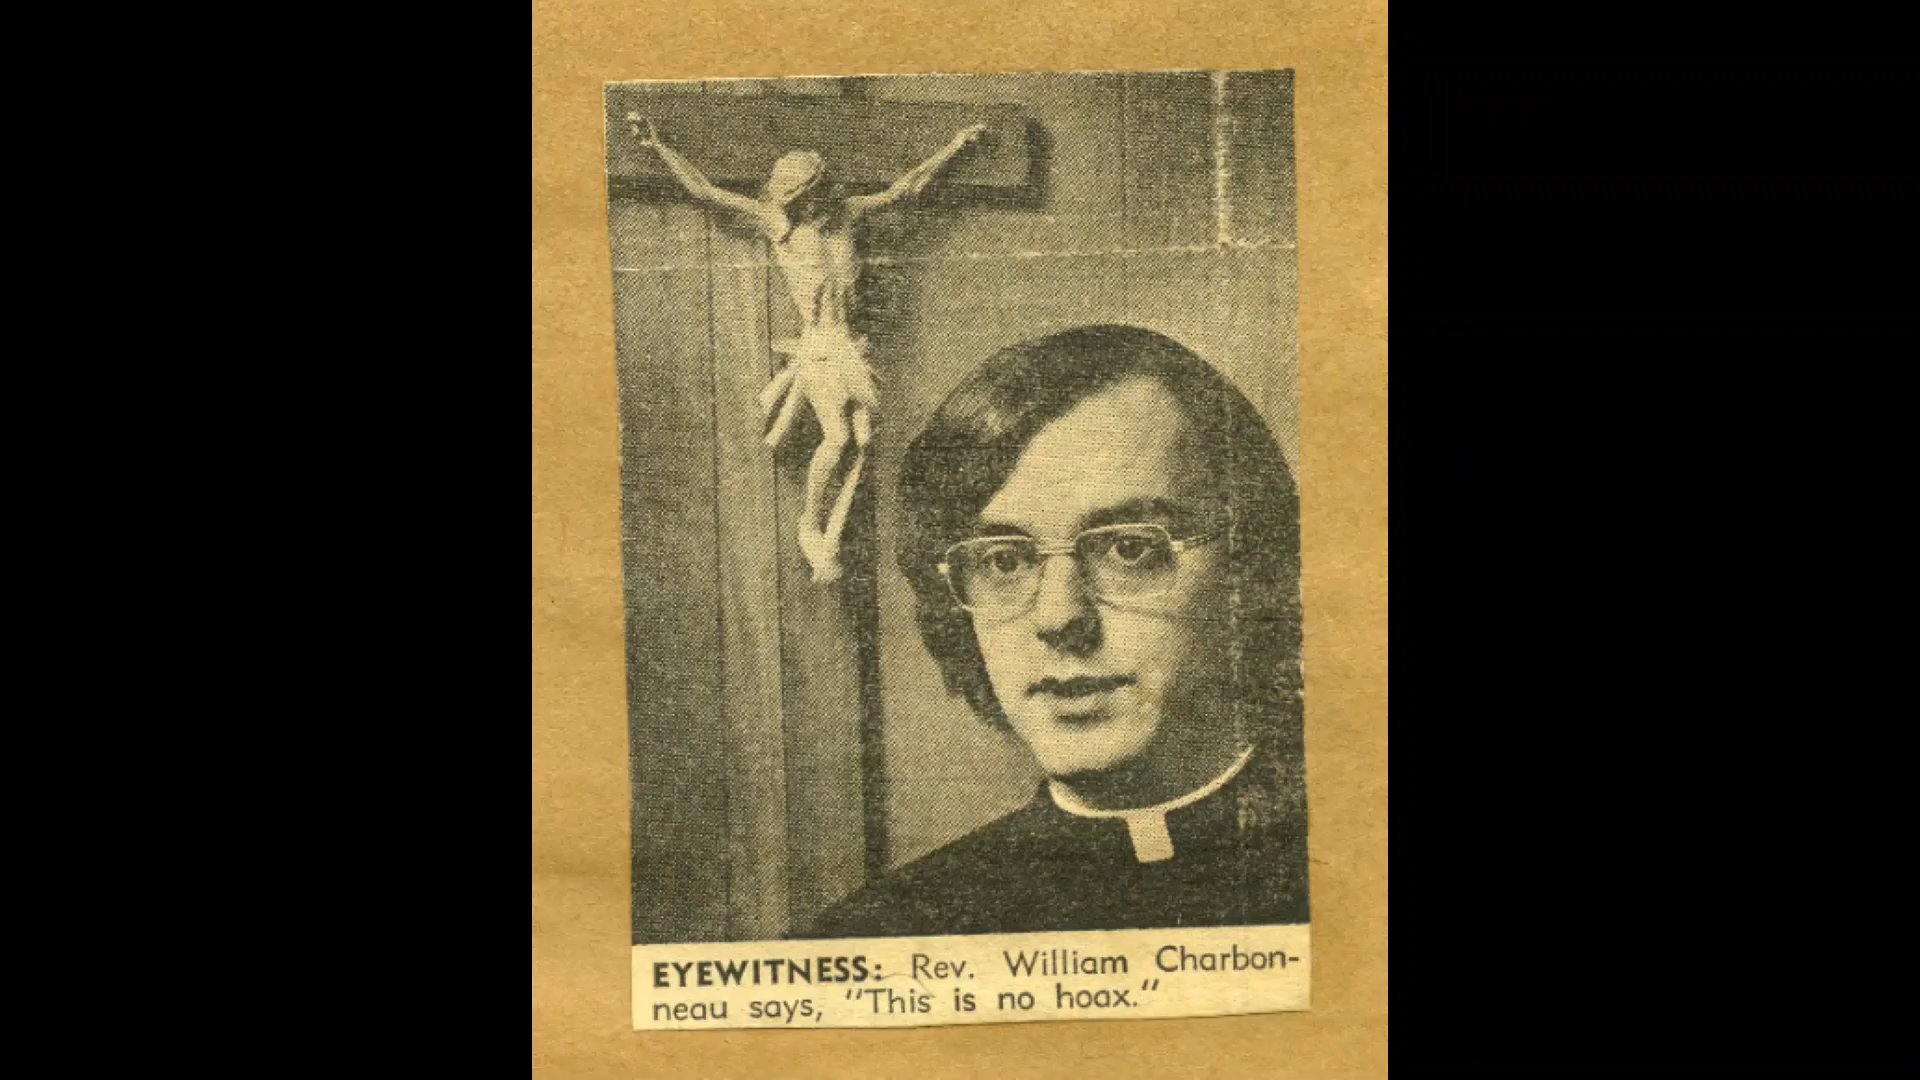 EYEWITNESS: Rev. William Charbon-
neau says, "This is no hoax."